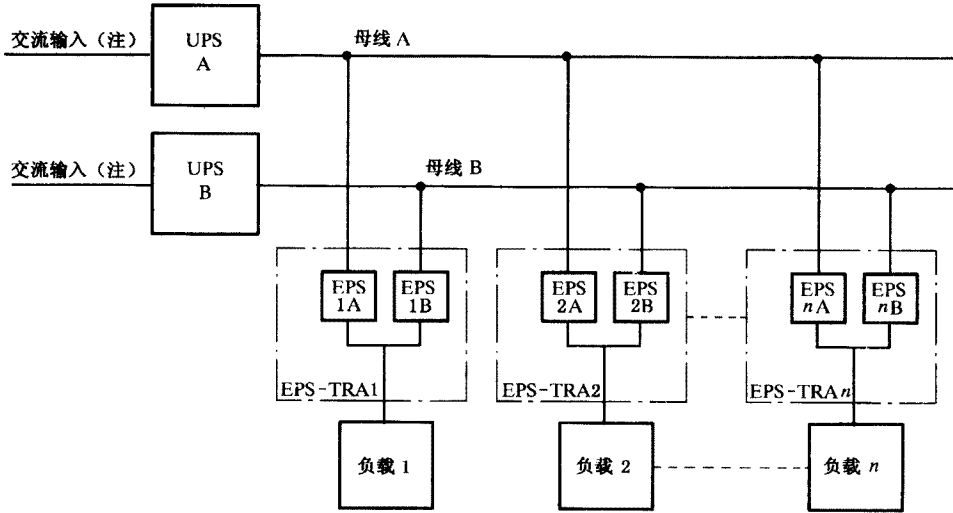 交流输入（注）
UPS
A
母线 A
交流输入（注）
UPS
B
母线 B
EPS
1A
EPS
1B
EPS
2A
EPS
2B
EPS
nA
EPS
nB
EPS-TRA1
EPS-TRA2
EPS-TRAn
负载 1
负载 2
负载 n